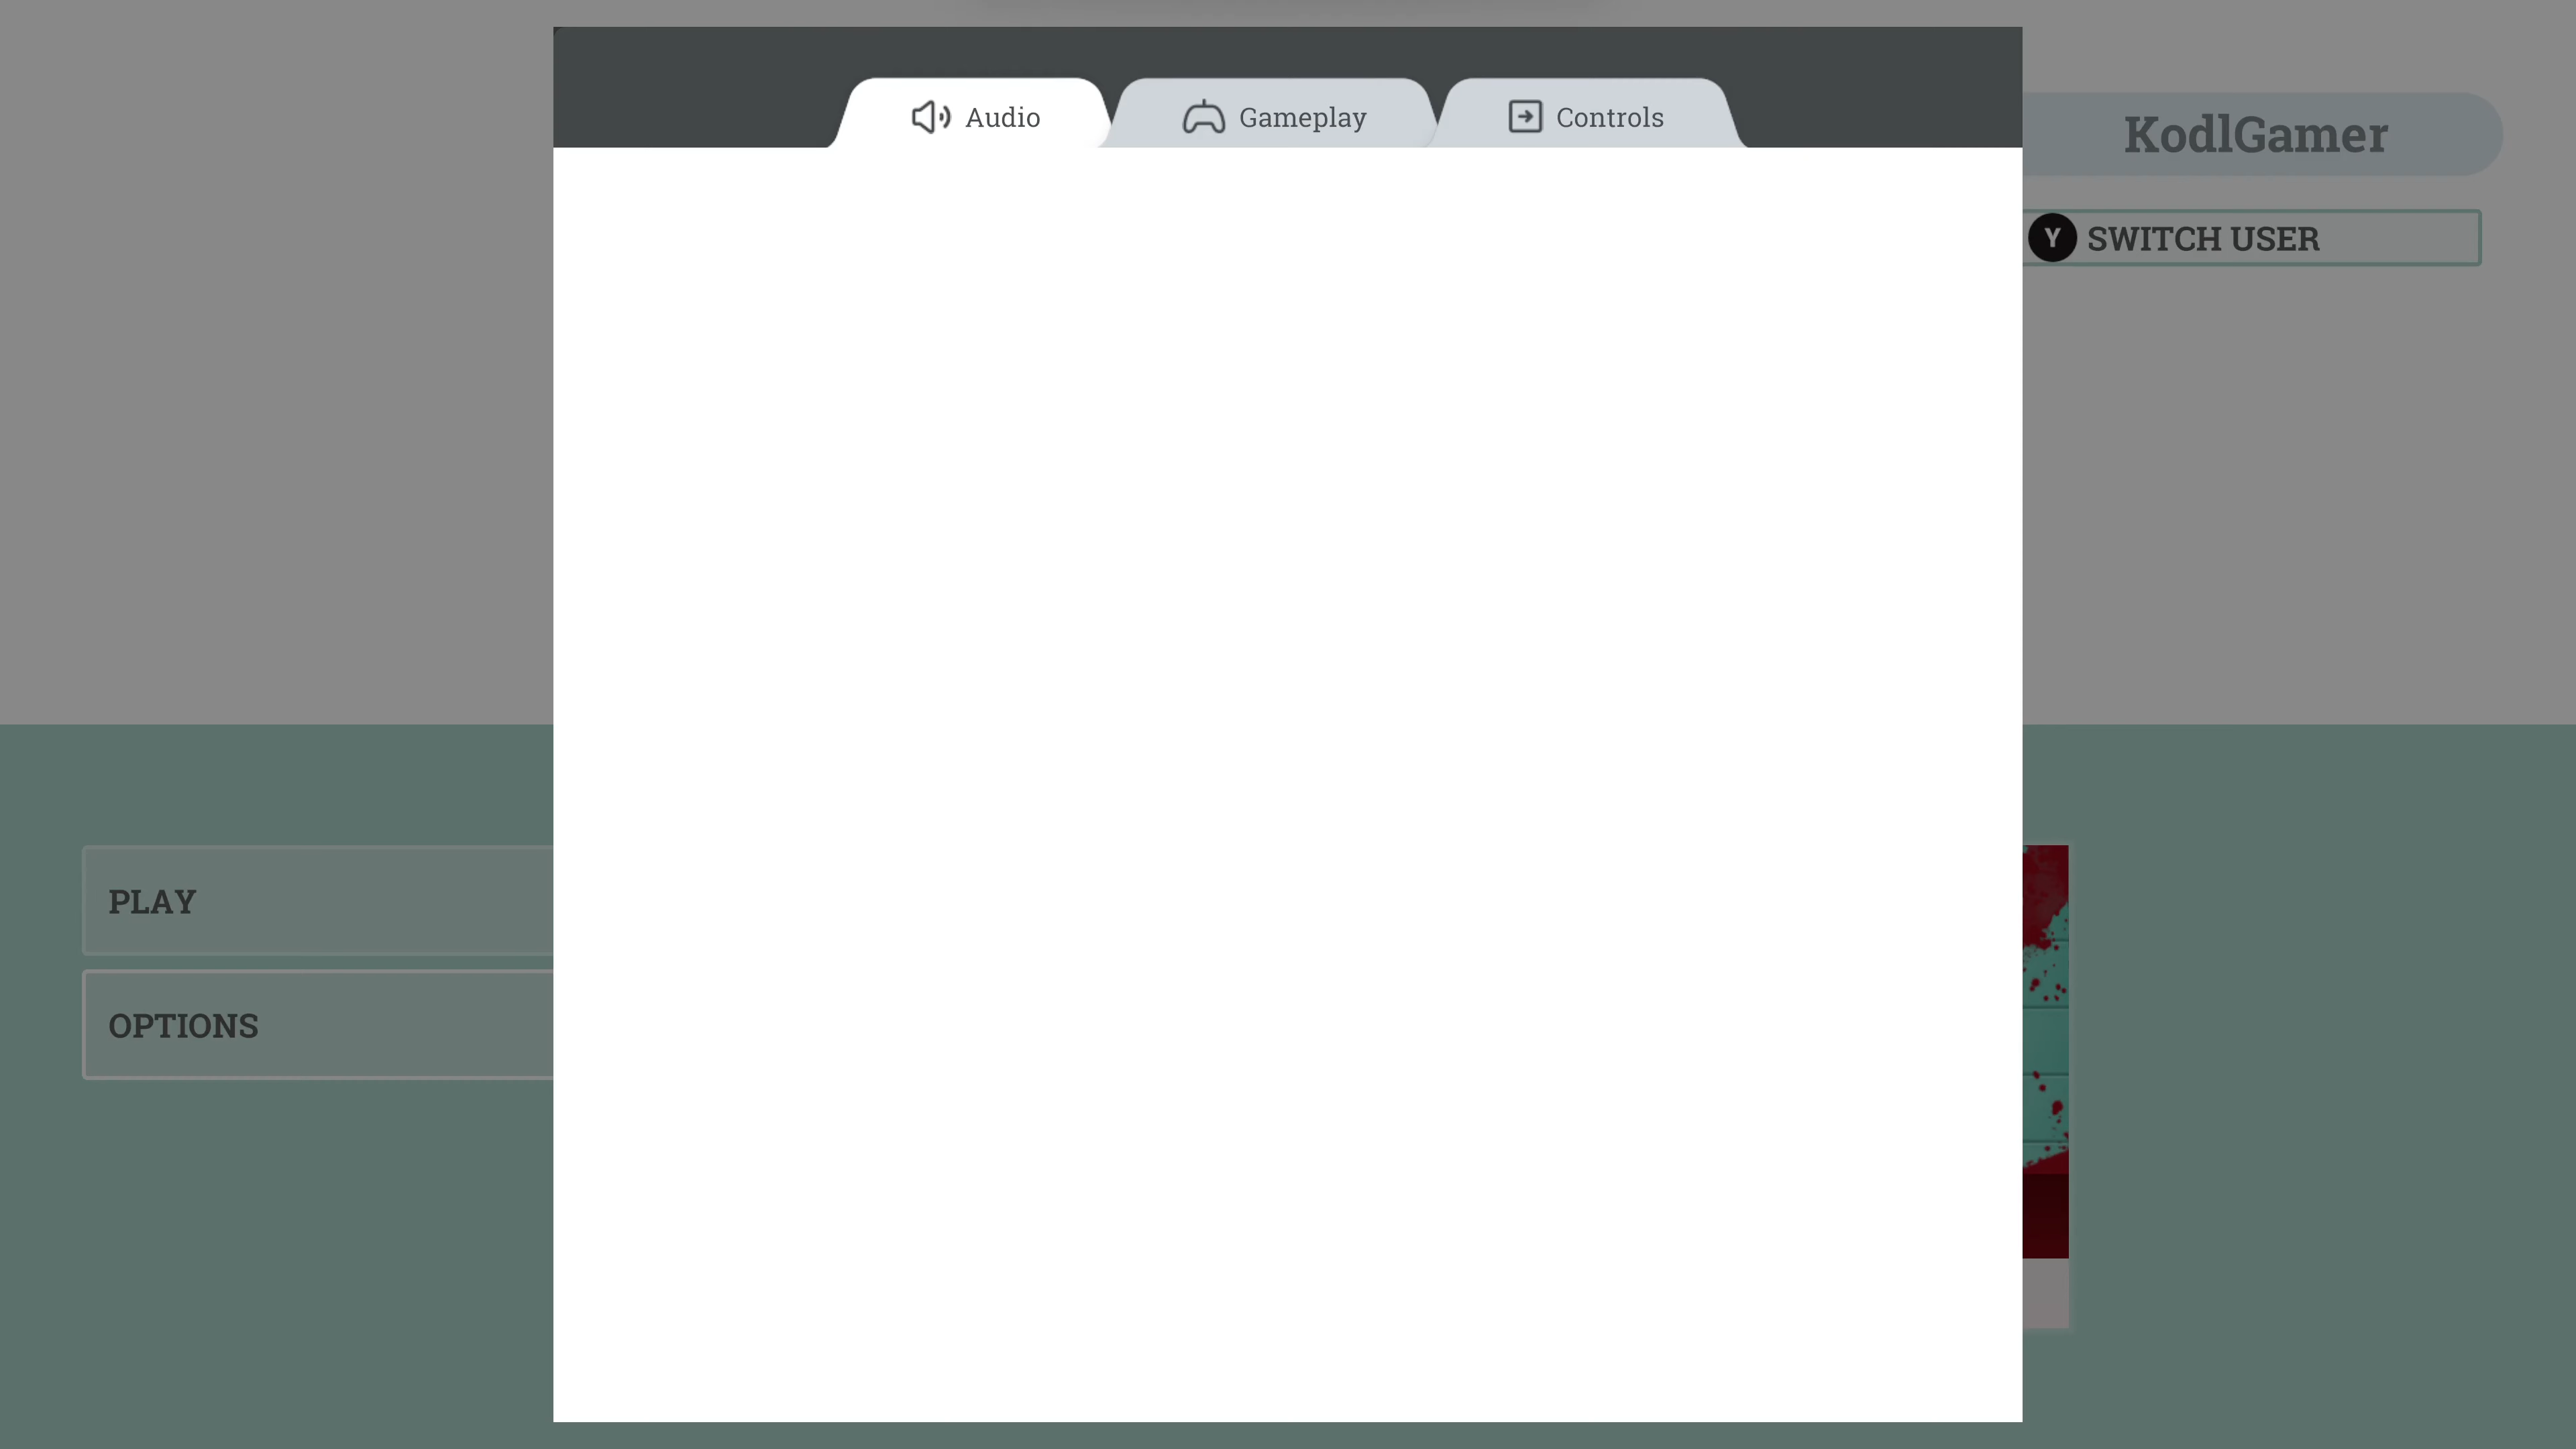 Audio
Gameplay
Controls
KodlGamer
Y SWITCH USER
PLAY
OPTIONS